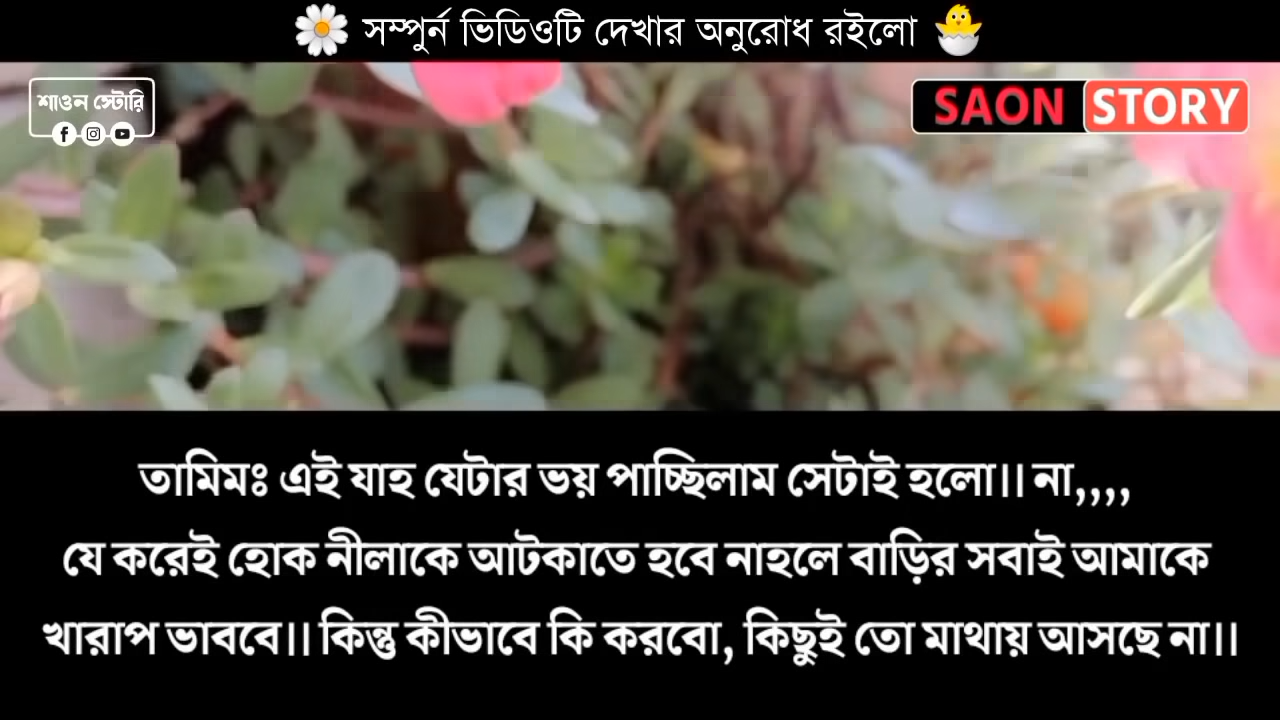 সম্পুর্ন ভিডিওটি দেখার অনুরোধ রইলো
শাওন স্টোরি
SAON STORY
তামিমঃ এই যাহ যেটার ভয় পাচ্ছিলাম সেটাই হলো।। না,,,,
যে করেই হোক নীলাকে আটকাতে হবে নাহলে বাড়ির সবাই আমাকে
খারাপ ভাববে।। কিন্তু কীভাবে কি করবো, কিছুই তো মাথায় আসছে না।।